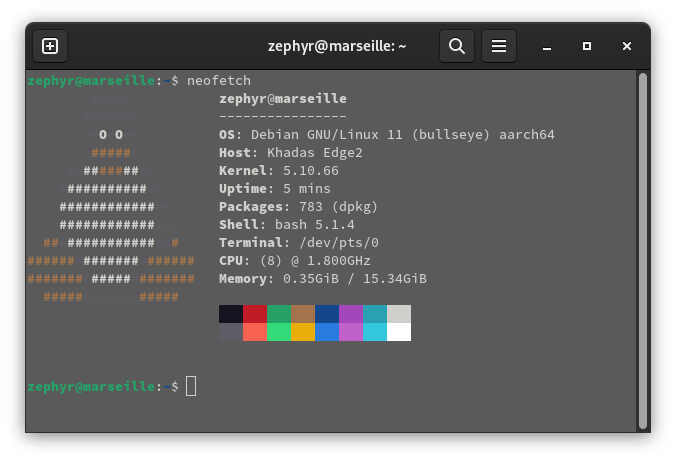 zephyr@marseille: ~
zephyr@marseille:~$ neofetch
#####
#######
##O#O## 
#######
###########
#############
###############
################
#################
#####################
#####################
#################
zephyr@marseille
----------------
OS: Debian GNU/Linux 11 (bullseye) aarch64
Host: Khadas Edge2
Kernel: 5.10.66
Uptime: 5 mins
Packages: 783 (dpkg)
Shell: bash 5.1.4
Terminal: /dev/pts/0
CPU: (8) @ 1.800GHz
Memory: 0.35GiB / 15.34GiB
zephyr@marseille:~$